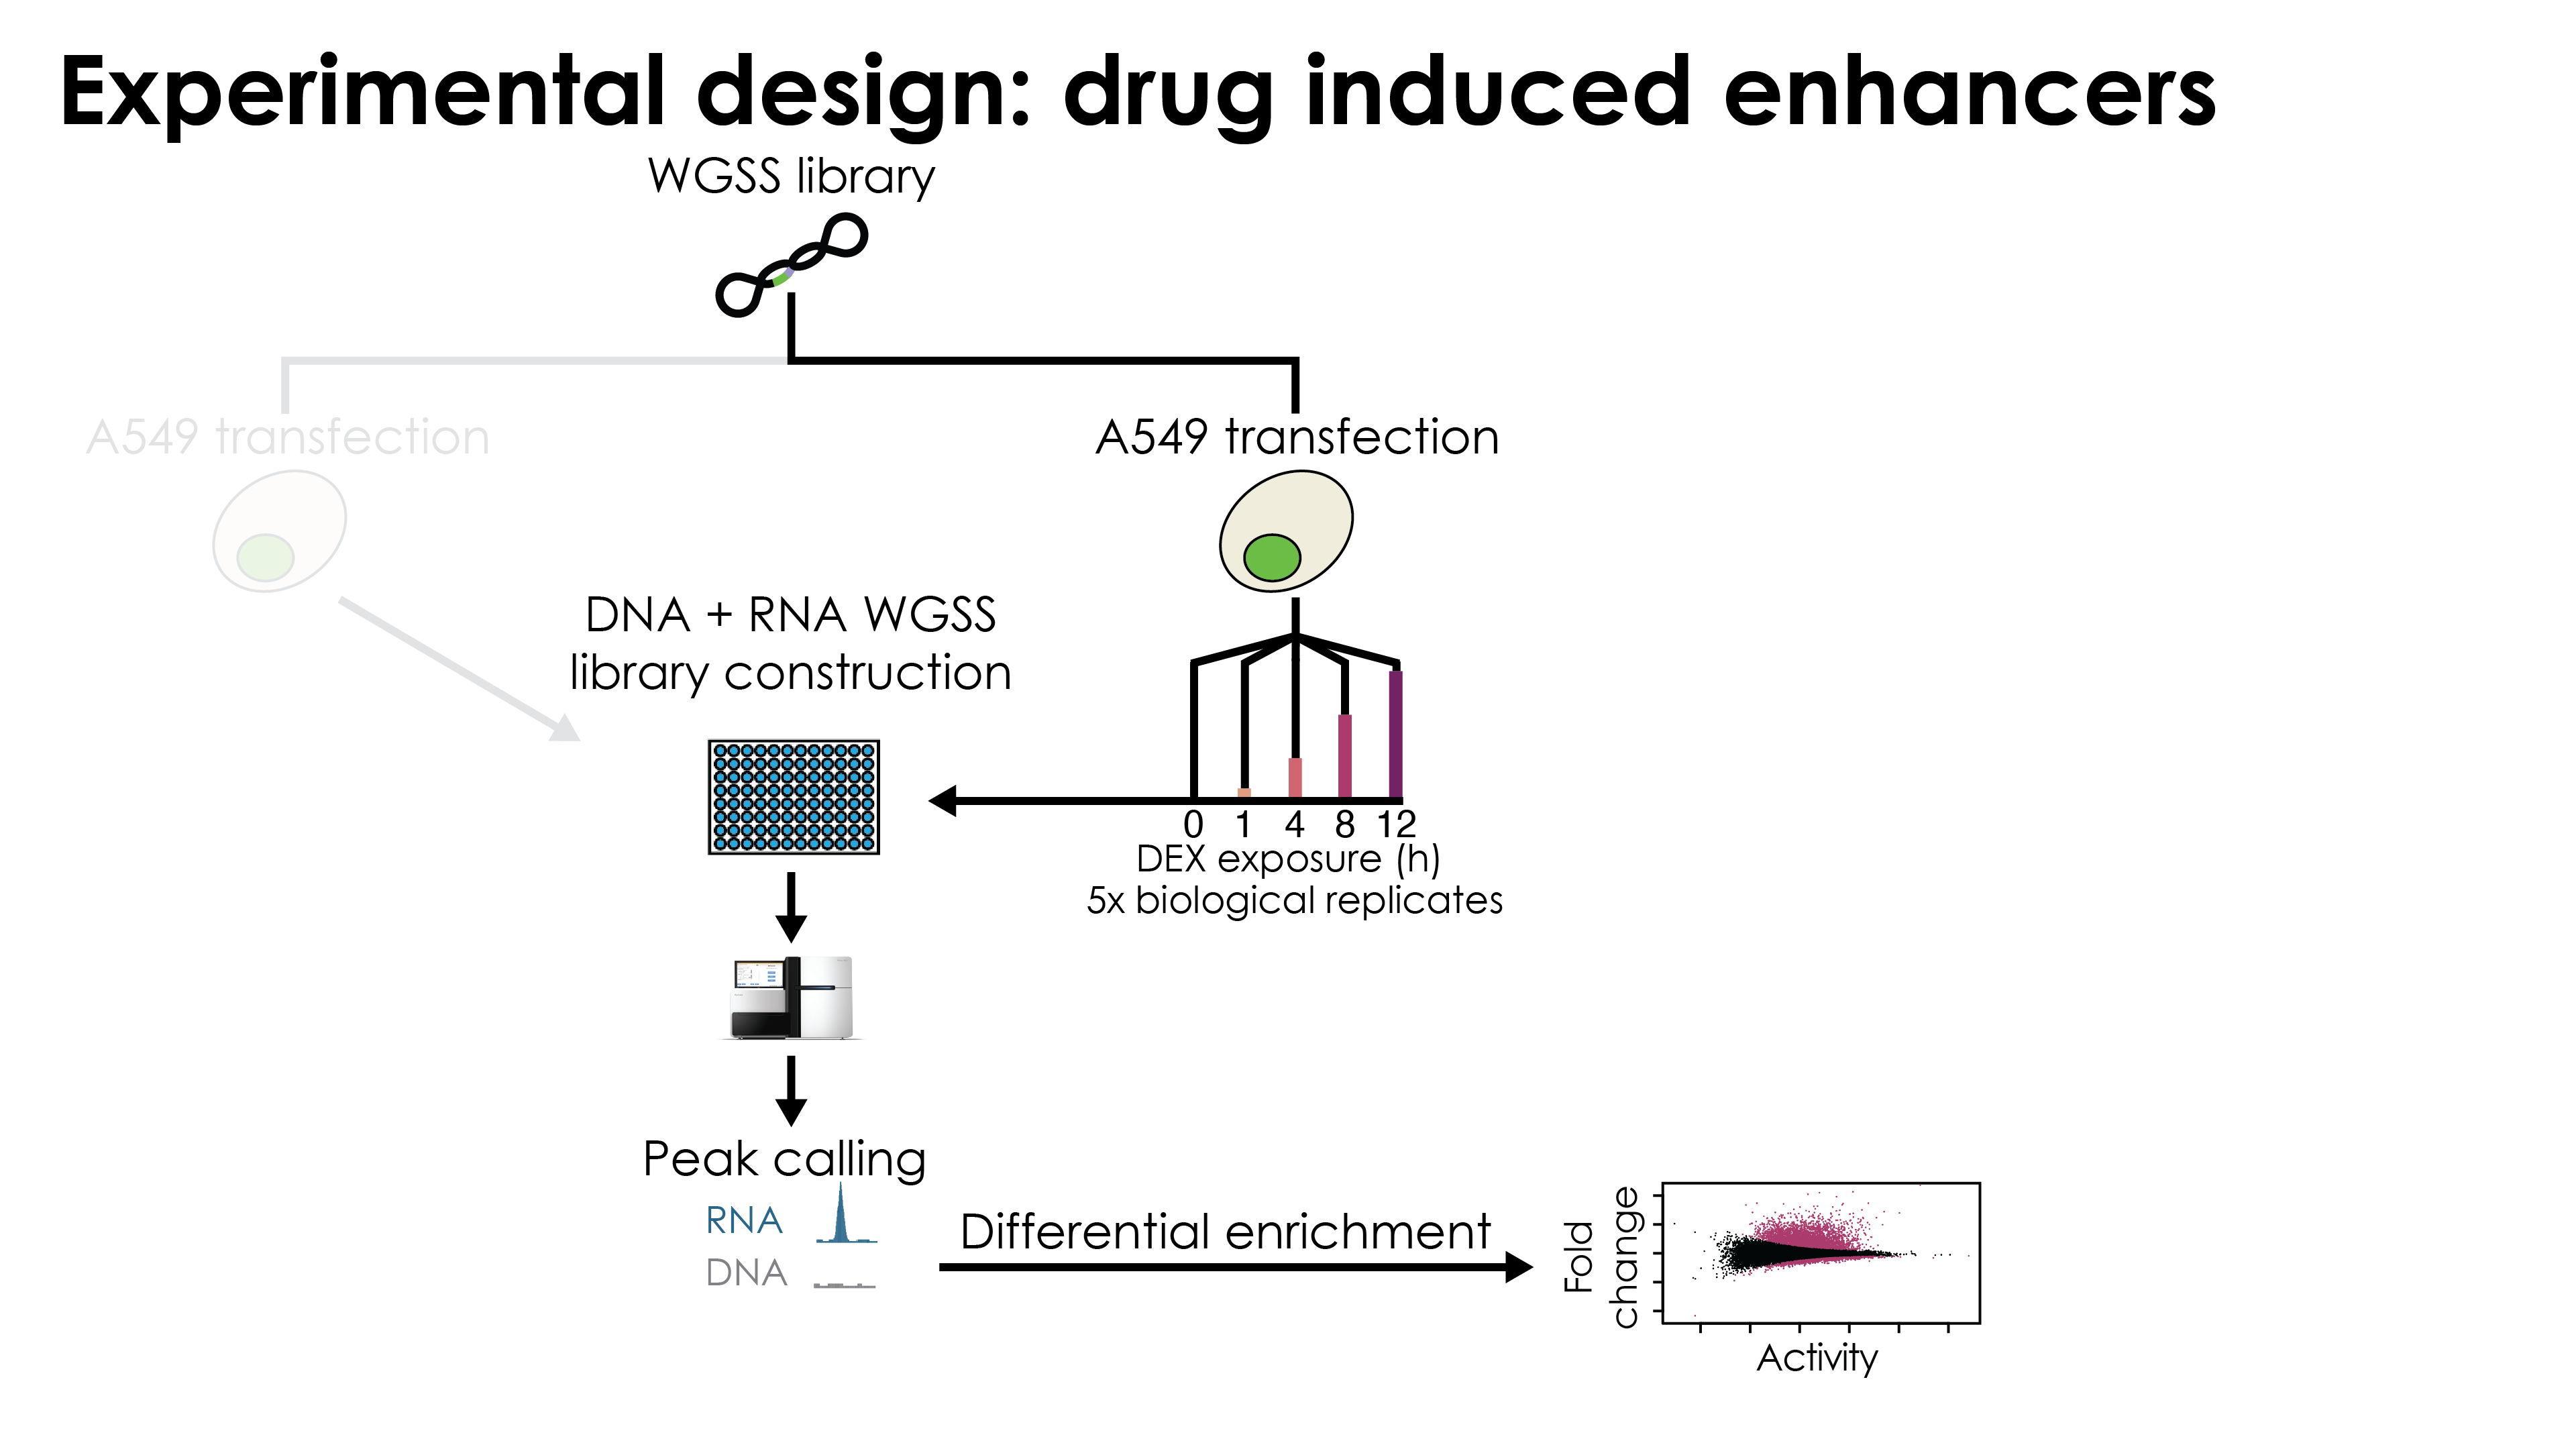 Experimental design: drug induced enhancers
WGSS library
A549 transfection
A549 transfection
DNA + RNA WGSS
library construction
0 1 4 8 12
DEX exposure (h)
5x biological replicates
Peak calling
RNA
DNA
Differential enrichment
Fold
change
Activity